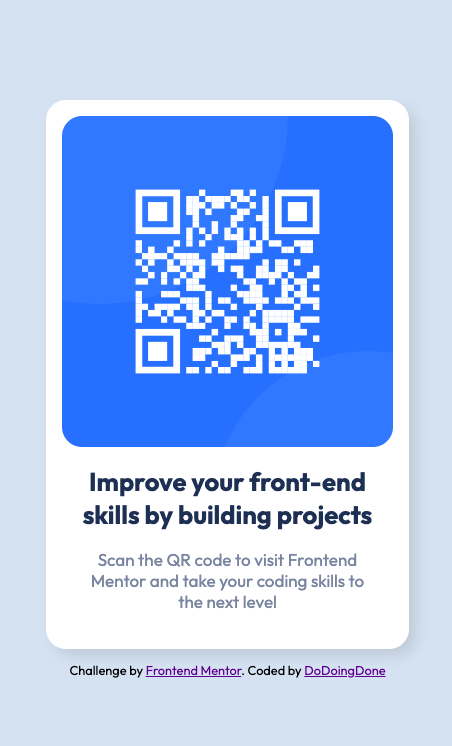 Improve your front-end
skills by building projects
Scan the QR code to visit Frontend
Mentor and take your coding skills to
the next level
Challenge by Frontend Mentor. Coded by DoDoingDone